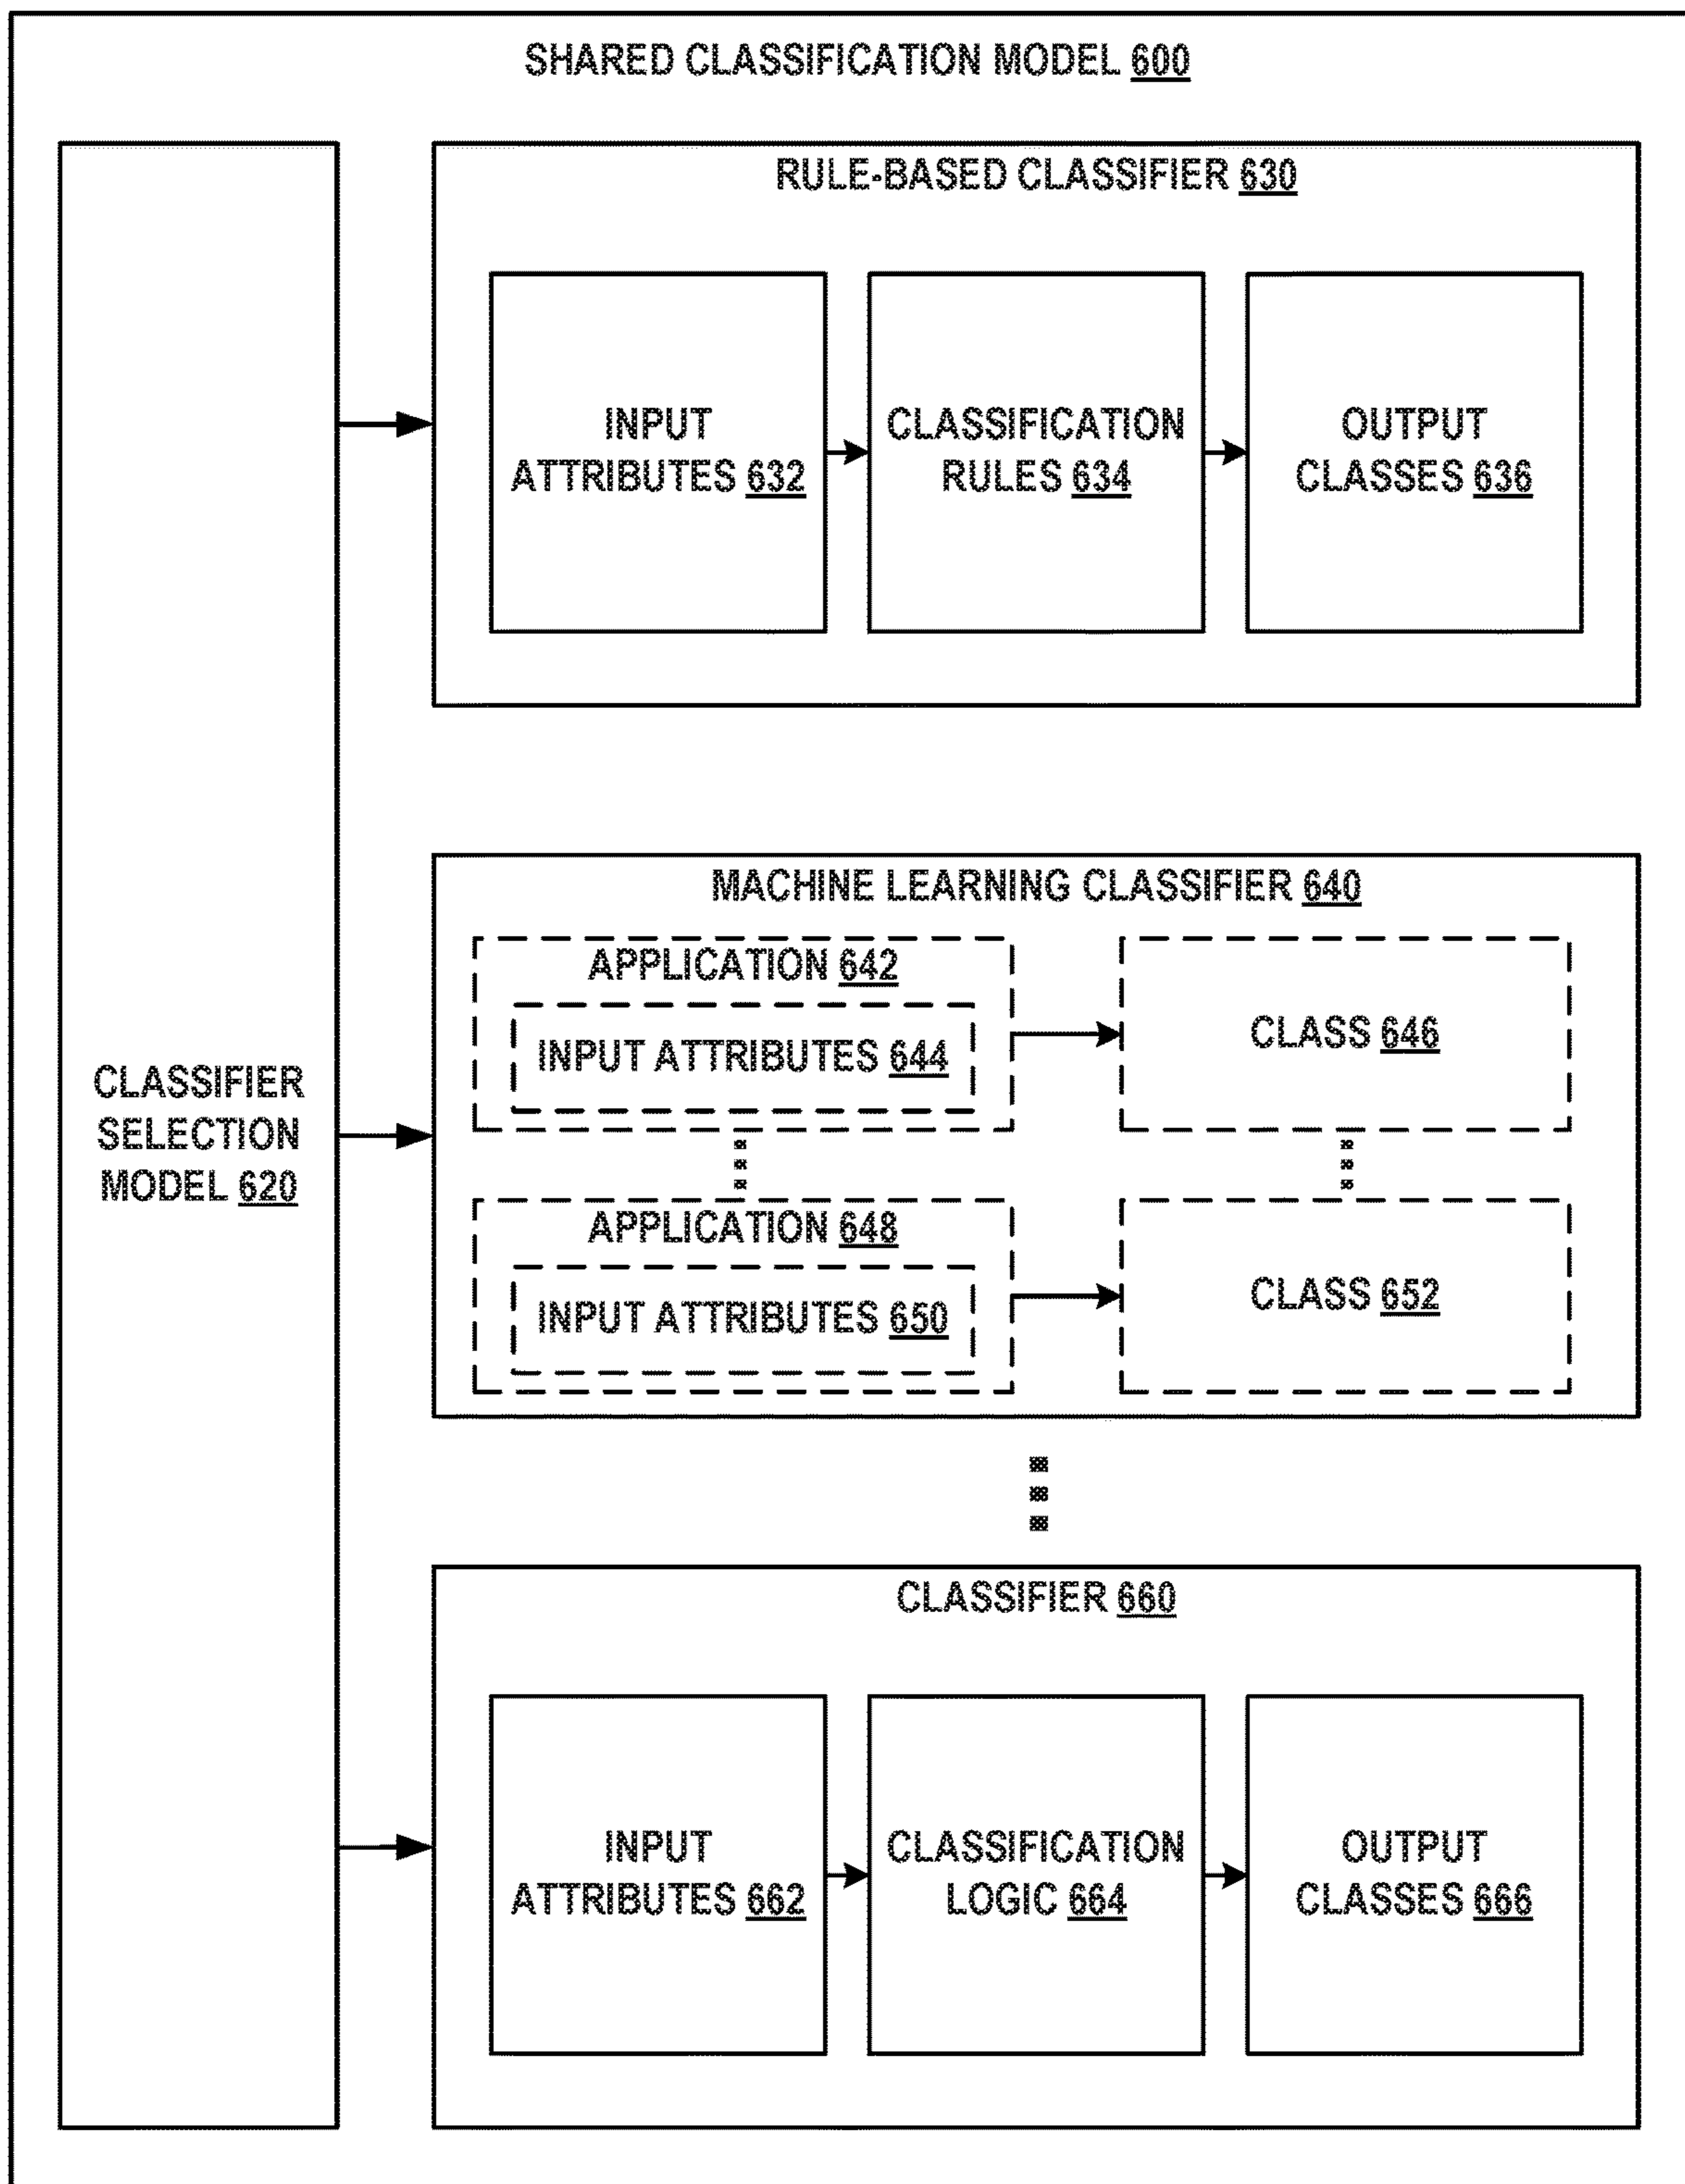 SHARED CLASSIFICATION MODEL 600
CLASSIFIER
SELECTION
MODEL 620
RULE-BASED CLASSIFIER 630
INPUT
ATTRIBUTES 632
CLASSIFICATION
RULES 634
OUTPUT
CLASSES 636
MACHINE LEARNING CLASSIFIER 640
APPLICATION 642
INPUT ATTRIBUTES 644
CLASS 646
APPLICATION 648
INPUT ATTRIBUTES 650
CLASS 652
CLASSIFIER 660
INPUT
ATTRIBUTES 662
CLASSIFICATION
LOGIC 664
OUTPUT
CLASSES 666